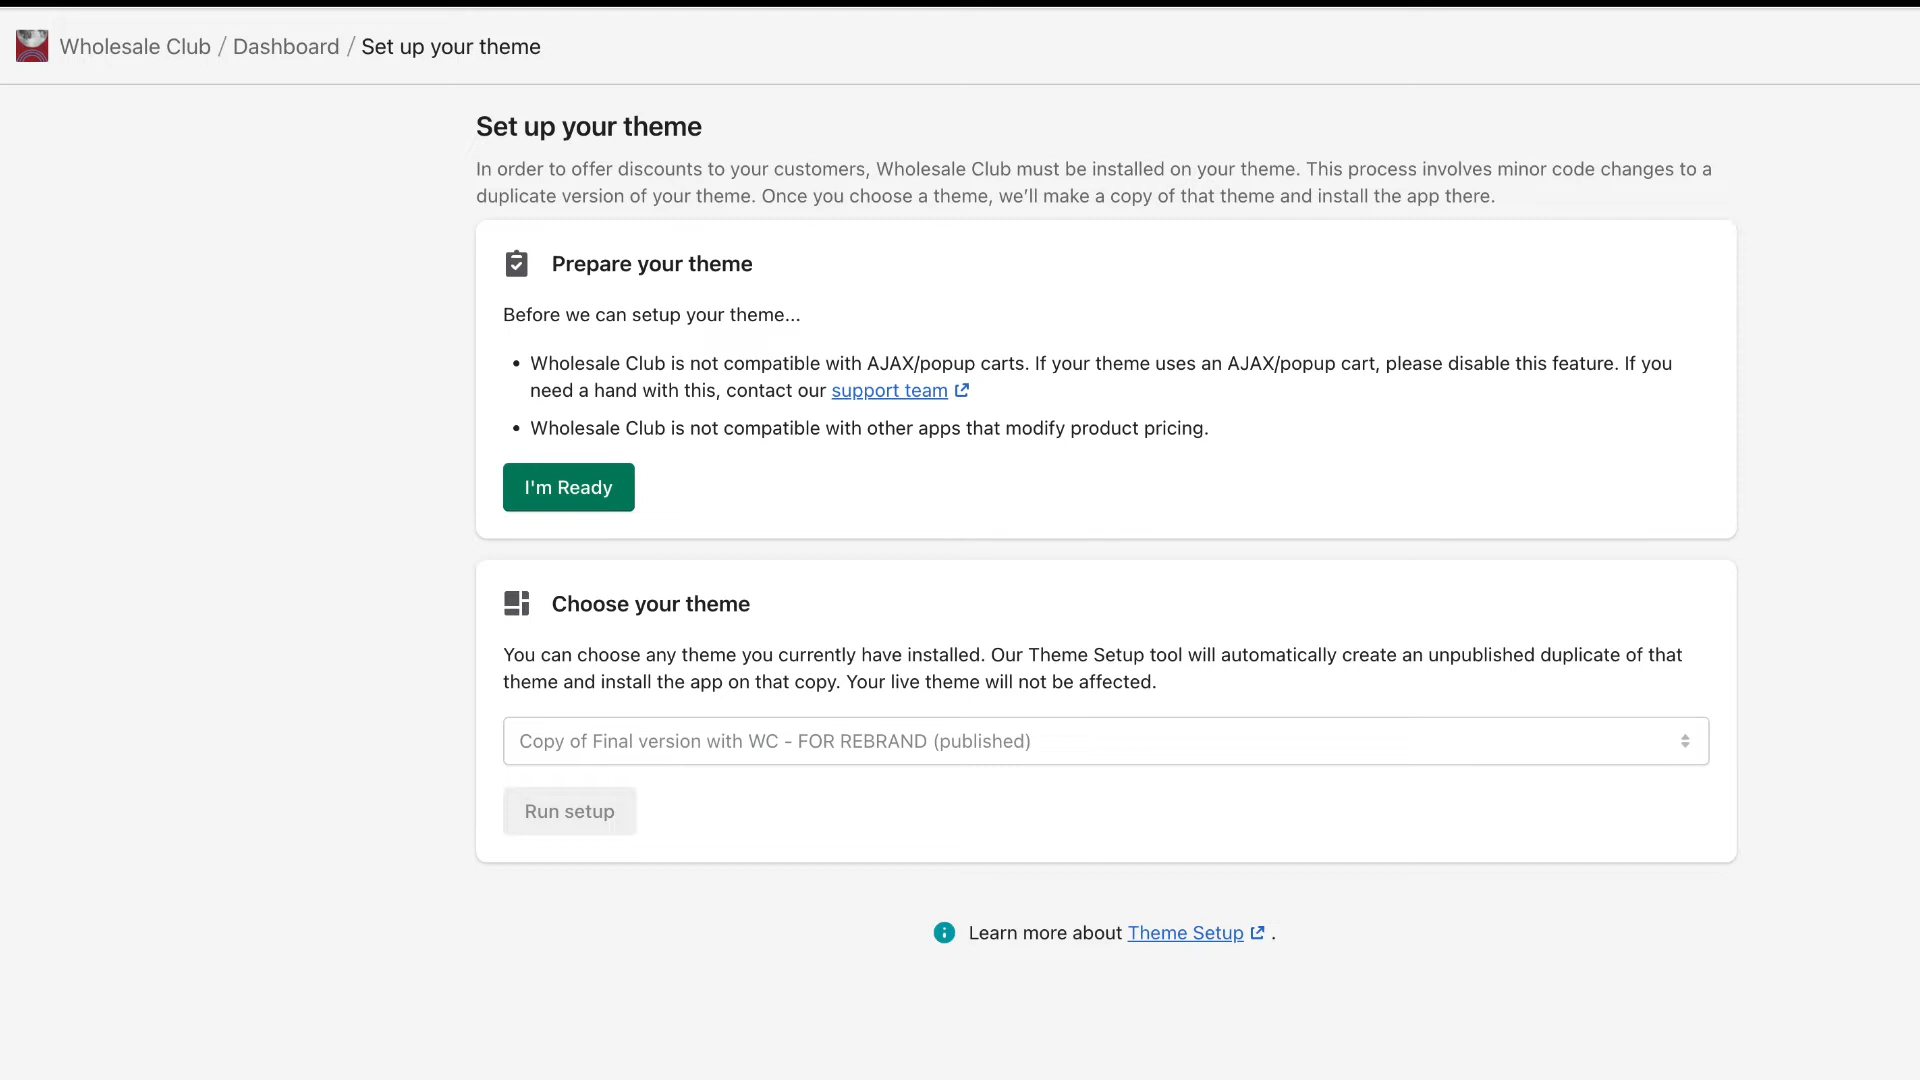 Wholesale Club / Dashboard / Set up your theme
Set up your theme
In order to offer discounts to your customers, Wholesale Club must be installed on your theme. This process involves minor code changes to a
duplicate version of your theme. Once you choose a theme, we’ll make a copy of that theme and install the app there.
Prepare your theme
Before we can setup your theme...
• Wholesale Club is not compatible with AJAX/popup carts. If your theme uses an AJAX/popup cart, please disable this feature. If you
need a hand with this, contact our support team
• Wholesale Club is not compatible with other apps that modify product pricing.
I'm Ready
Choose your theme
You can choose any theme you currently have installed. Our Theme Setup tool will automatically create an unpublished duplicate of that
theme and install the app on that copy. Your live theme will not be affected.
Copy of Final version with WC - FOR REBRAND (published)
Run setup
Learn more about Theme Setup .